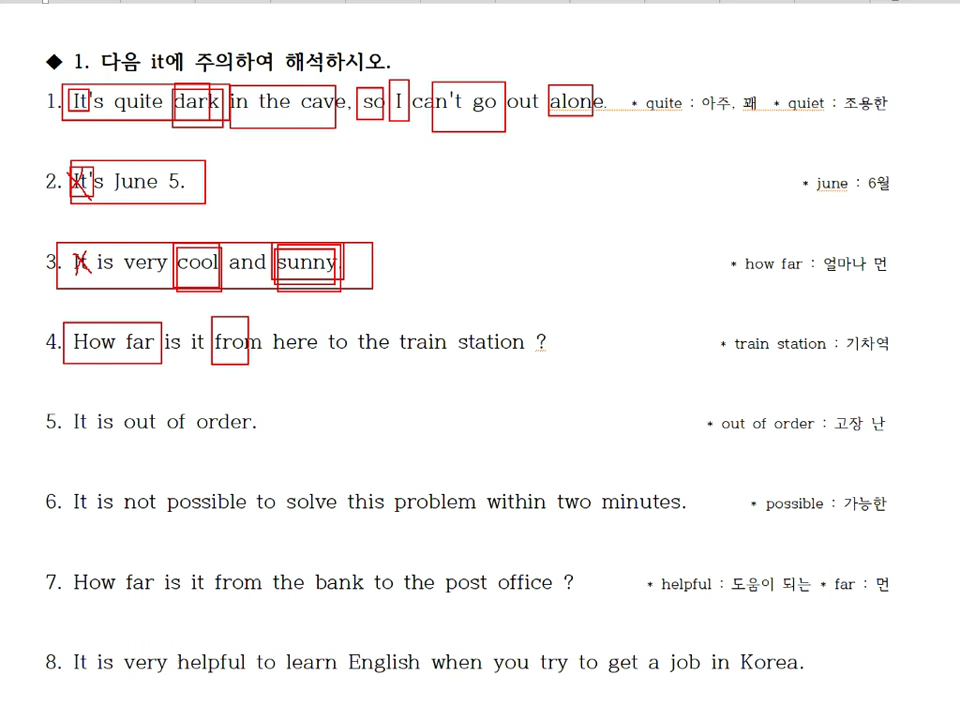 ◆ 1. 다음 it에 주의하여 해석하시오.
1. It's quite dark in the cave, so I can't go out alone. * quite : 아주, 꽤 * quiet : 조용한
2. It's June 5. * june : 6월
3. It is very cool and sunny. * how far : 얼마나 먼
4. How far is it from here to the train station ? * train station : 기차역
5. It is out of order. * out of order : 고장 난
6. It is not possible to solve this problem within two minutes. * possible : 가능한
7. How far is it from the bank to the post office ? * helpful : 도움이 되는 * far : 먼
8. It is very helpful to learn English when you try to get a job in Korea.